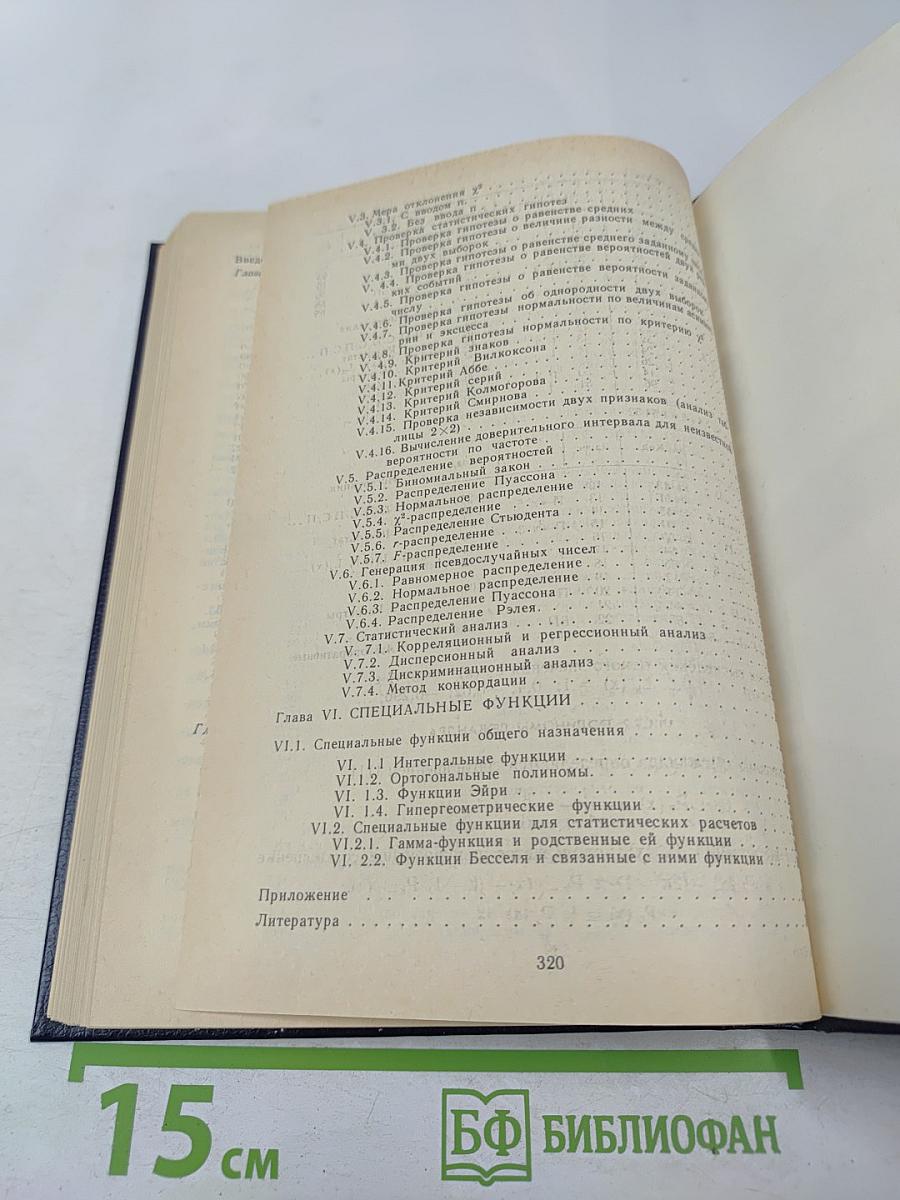 Введ
Глав
V.3. Мера отклонения χ²
V.3.1. С вводом n.
V. 3.2. Без ввода n
V.4. Проверка статистических гипотез
V.4.1. Проверка гипотезы о равенстве средних
V.4.2. Проверка гипотезы о величине разности между
ми двух выборок
V.4.3. Проверка гипотезы о равенстве среднего заданному
V. 4.4. Проверка гипотезы о равенстве вероятностей двух
ких событий
V.4.5. Проверка гипотезы о равенстве вероятности
числу
V.4.6. Проверка гипотезы об однородности двух выборок
V.4.7. Проверка гипотезы нормальности по величинам
рии и эксцесса
V.4.8. Проверка гипотезы нормальности по критерию χ²
V. 4.9. Критерий знаков
V.4.10. Критерий Вилкоксона
V.4.11. Критерий Аббе
V.4.12. Критерий серий
V.4.13. Критерий Колмогорова
V.4.14. Критерий Смирнова
V.4.15. Проверка независимости двух признаков (анализ
лицы 2×2)
V.4.16. Вычисление доверительного интервала для неизвестной
вероятности по частоте
V.5. Распределение вероятностей
V.5.1. Биномиальный закон
V.5.2. Распределение Пуассона
V.5.3. Нормальное распределение
V.5.4. χ²-распределение
V.5.5. Распределение Стьюдента
V.5.6. r-распределение
V.5.7. F-распределение
V.6. Генерация псевдослучайных чисел
V.6.1. Равномерное распределение
V.6.2. Нормальное распределение
V.6.3. Распределение Пуассона
V.6.4. Распределение Рэлея.
V.7. Статистический анализ
V. 7.1. Корреляционный и регрессионный анализ
V.7.2. Дисперсионный анализ
V.7.3. Дискриминационный анализ
V.7.4. Метод конкордации
Глава VI. СПЕЦИАЛЬНЫЕ ФУНКЦИИ
VI.1. Специальные функции общего назначения
VI. 1.1 Интегральные функции
VI.1.2. Ортогональные полиномы.
VI. 1.3. Функции Эйри
VI. 1.4. Гипергеометрические функции
VI.2. Специальные функции для статистических расчетов
VI.2.1. Гамма-функция и родственные ей функции
VI. 2.2. Функции Бесселя и связанные с ними функции
Приложение
Литература
320
15 см
БФ БИБЛИОФАН